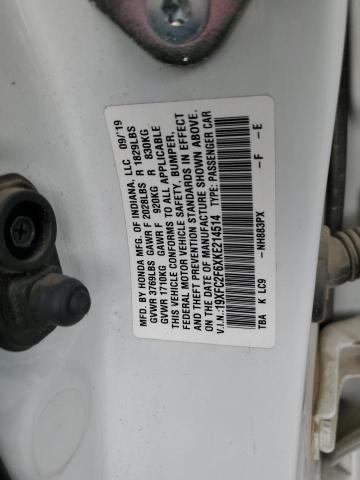 MFD. BY HONDA MFG. OF INDIANA, LLC 09/'19
GVWR 3769LBS GAWR F 2028LBS R 1829LBS
GVWR 1710KG GAWR F 920KG R 830KG
THIS VEHICLE CONFORMS TO ALL APPLICABLE
FEDERAL MOTOR VEHICLE SAFETY, BUMPER,
AND THEFT PREVENTION STANDARDS IN EFFECT
ON THE DATE OF MANUFACTURE SHOWN ABOVE.
V.I.N.: 19XFC2F6XKE214514 TYPE: PASSENGER CAR
-NH883PX -F -E
TBA K LC9